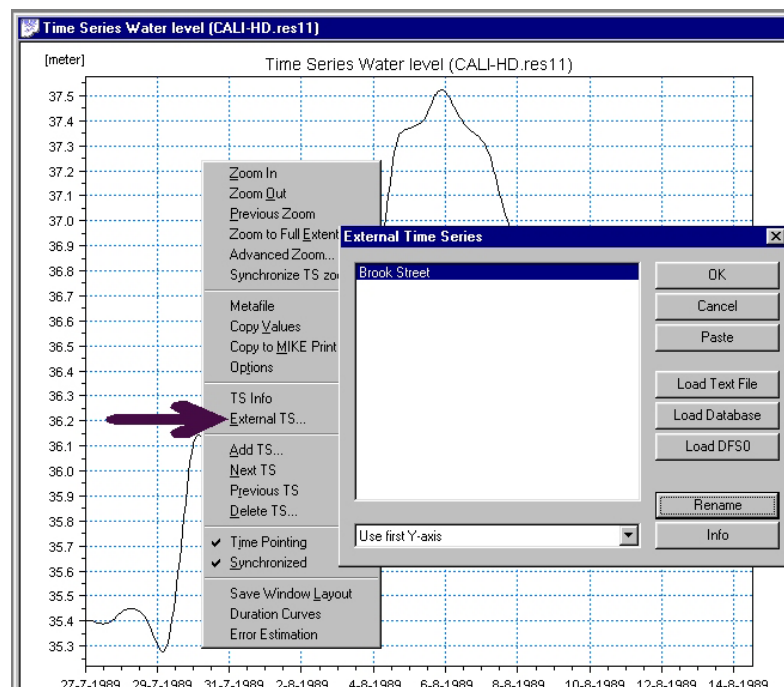 Time Series Water level (CALI-HD.res11)
[meter]
Time Series Water level (CALI-HD.res11)
37.5
37.4
37.3
37.2
37.1
37.0
36.9
36.8
36.7
36.6
36.5
36.4
36.3
36.2
36.1
36.0
35.9
35.8
35.7
35.6
35.5
35.4
35.3
Zoom In
Zoom Out
Previous Zoom
Zoom to Full Extent
Advanced Zoom...
Synchronize TS zo
Metafile
Copy Values
Copy to MIKE Print
Options
TS Info
External TS...
Add TS...
Next TS
Previous TS
Delete TS...
Time Pointing
Synchronized
Save Window Layout
Duration Curves
Error Estimation
External Time Series
Brook Street
OK
Cancel
Paste
Load Text File
Load Database
Load DFS0
Rename
Use first Y-axis
Info
27-7-1989 29-7-1989 31-7-1989 2-8-1989 4-8-1989 6-8-1989 8-8-1989 10-8-1989 12-8-1989 14-8-1989